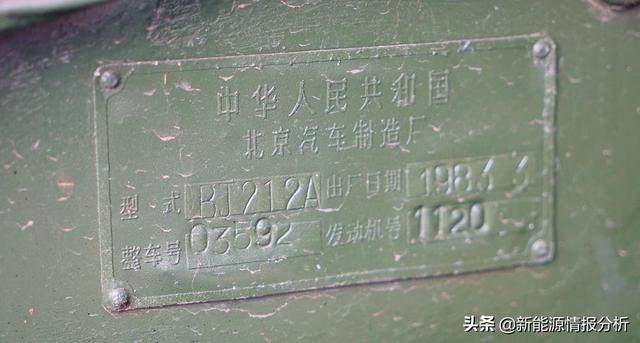 中华人民共和国
北京汽车制造厂
型式 BJ212A 出厂日期 198 3
整车号 03592 发动机号 1120
头条 @新能源情报分析